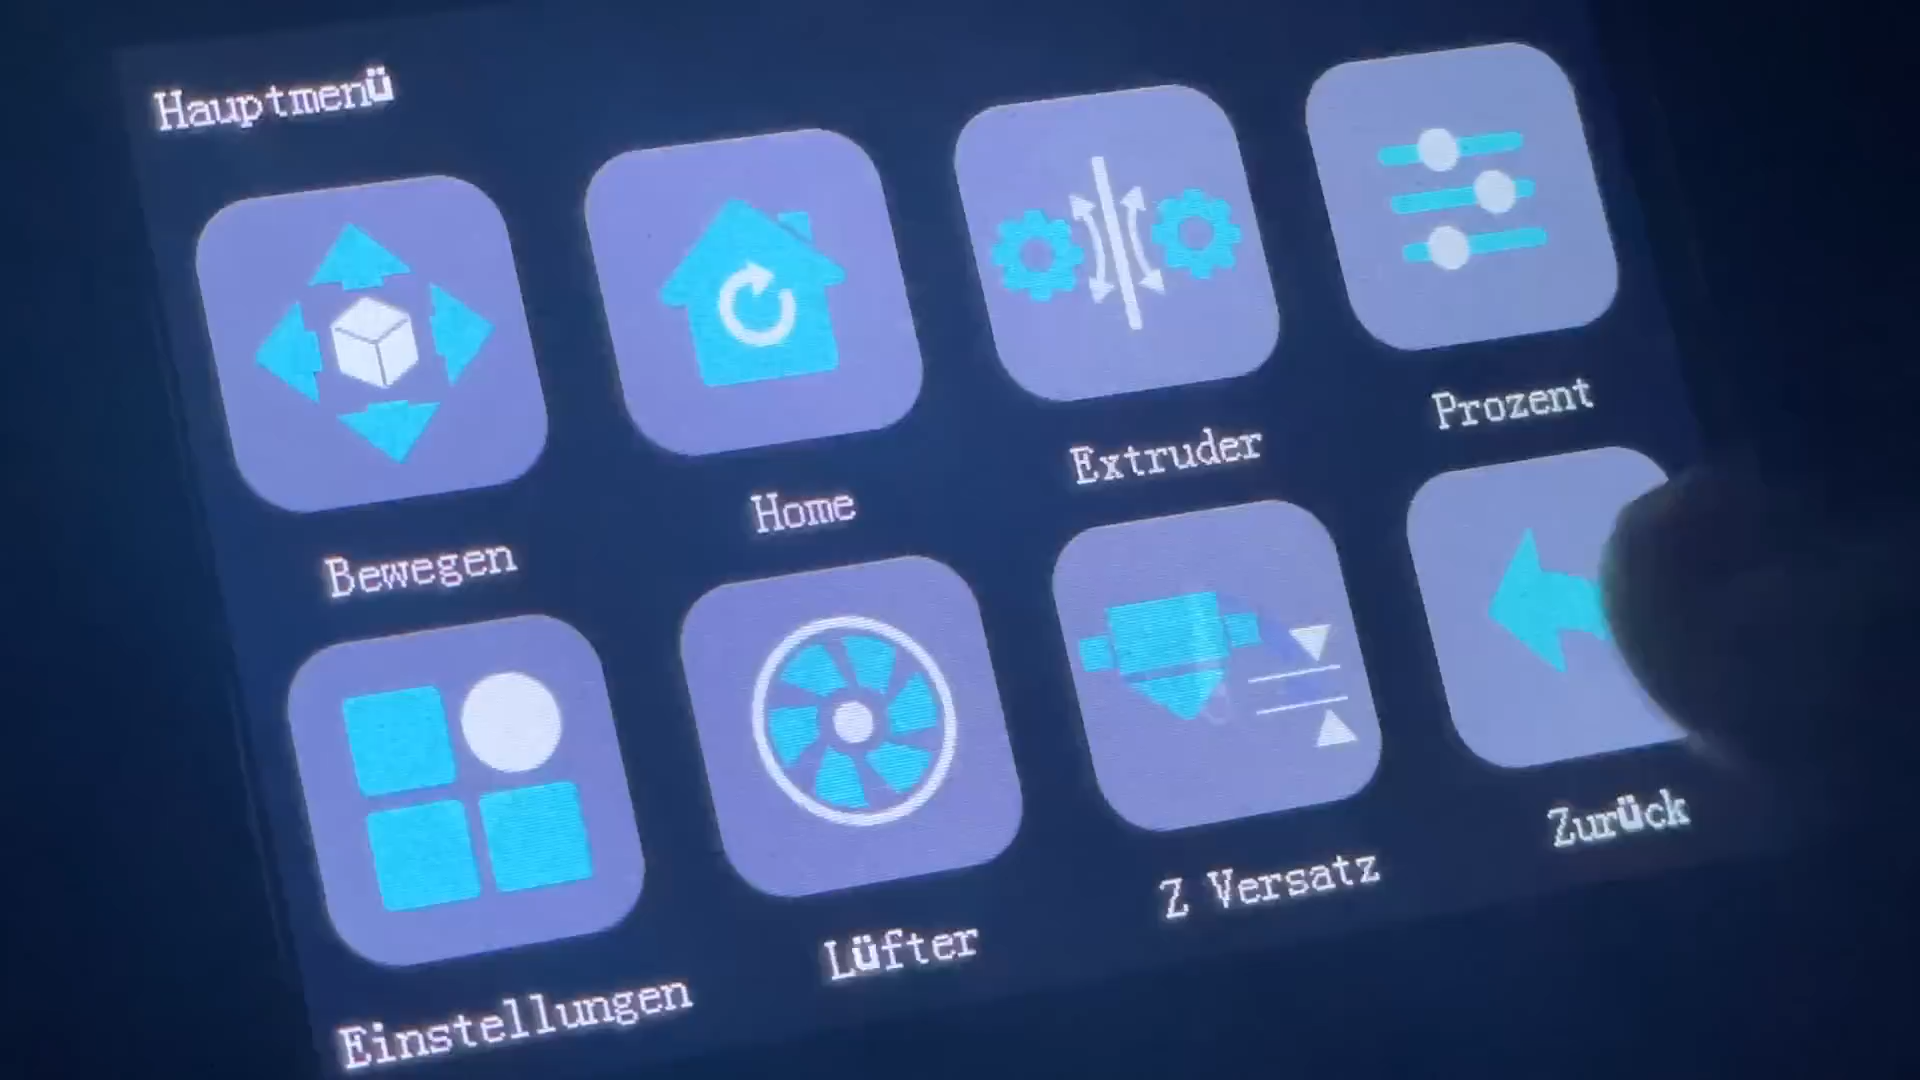 Hauptmenü
Bewegen
Home
Extruder
Prozent
Einstellungen
Lüfter
Z Versatz
Zurück